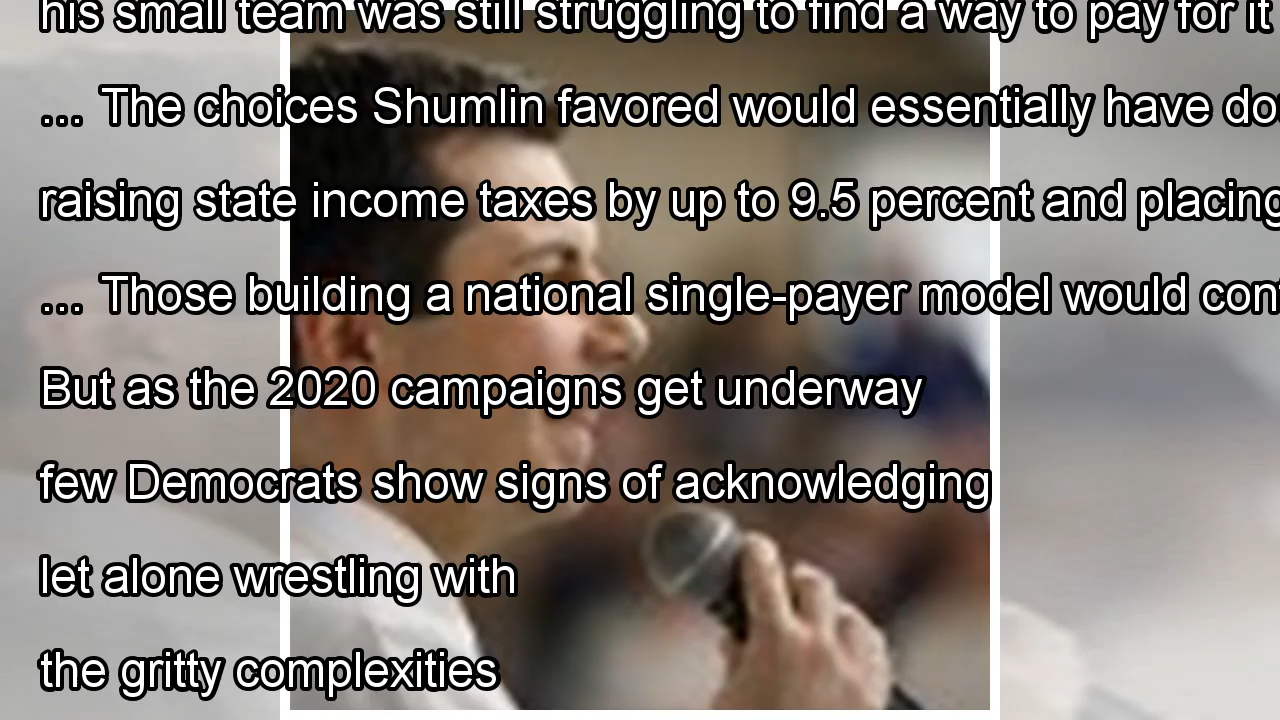 his small team was still struggling to find a way to pay for it
... The choices Shumlin favored would essentially have
raising state income taxes by up to 9.5 percent and placing
... Those building a national single-payer model would
But as the 2020 campaigns get underway
few Democrats show signs of acknowledging
let alone wrestling with
the gritty complexities